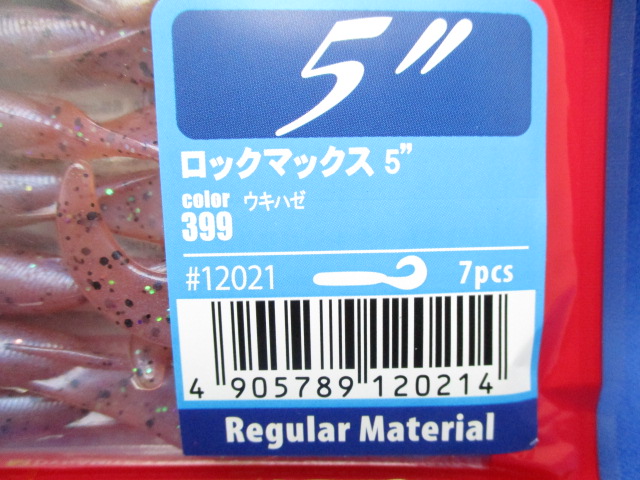 5"
ロックマックス 5"
color ウキハゼ
399
#12021 7pcs
4 905789 120214
Regular Material